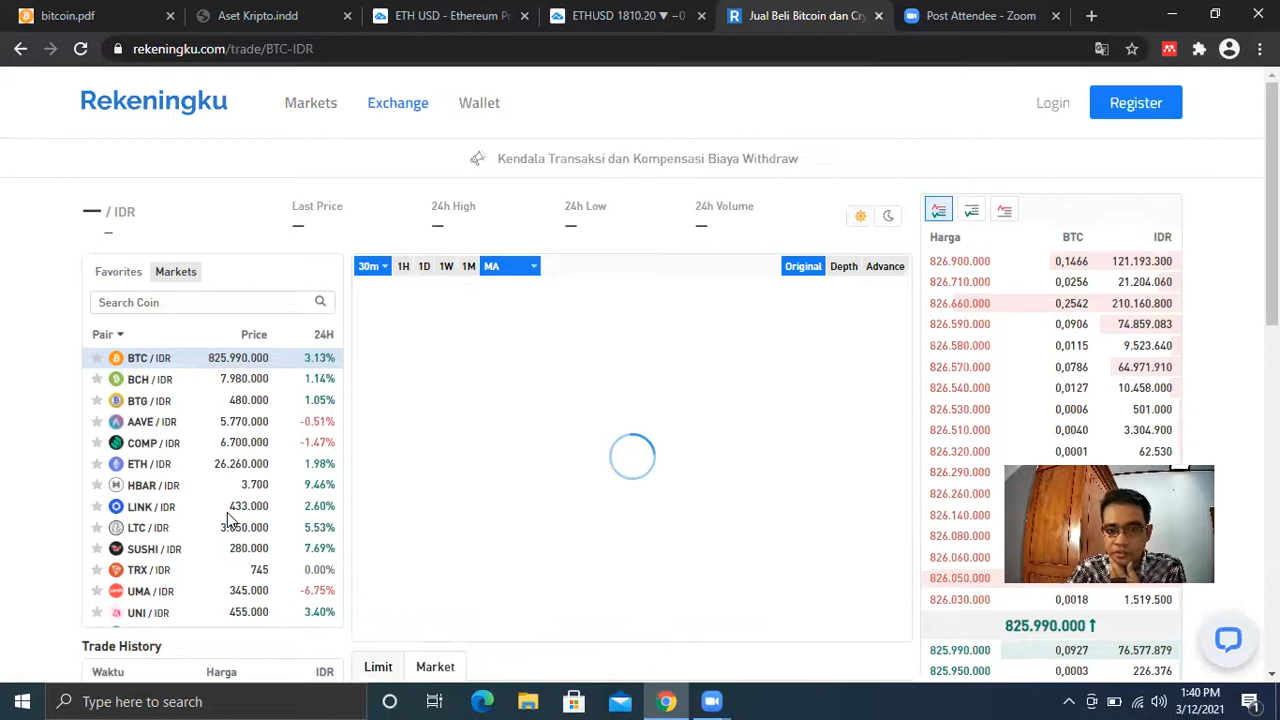 bitcoin.pdf
Aset Kripto.indd
ETH USD - Ethereum Pr
ETHUSD 1810.20 ▼ −0
Jual Beli Bitcoin dan Cry
Post Attendee - Zoom
rekeningku.com/trade/BTC-IDR
Rekeningku
Markets
Exchange
Wallet
Login
Register
Kendala Transaksi dan Kompensasi Biaya Withdraw
— / IDR
—
Last Price
—
24h High
—
24h Low
—
24h Volume
—
Favorites Markets
Search Coin
Pair Price 24H
BTC / IDR 825.990.000 3.13%
BCH / IDR 7.980.000 1.14%
BTG / IDR 480.000 1.05%
AAVE / IDR 5.770.000 -0.51%
COMP / IDR 6.700.000 -1.47%
ETH / IDR 26.260.000 1.98%
HBAR / IDR 3.700 9.46%
LINK / IDR 433.000 2.60%
LTC / IDR 5.53%
SUSHI / IDR 280.000 7.69%
TRX / IDR 745 0.00%
UMA / IDR 345.000 -6.75%
UNI / IDR 455.000 3.40%
Trade History
Waktu Harga IDR
30m 1H 1D 1W 1M MA
Original Depth Advance
Limit Market
Harga BTC IDR
826.900.000 0,1466 121.193.300
826.710.000 0,0256 21.204.060
826.660.000 0,2542 210.160.800
826.590.000 0,0906 74.859.083
826.580.000 0,0115 9.523.640
826.570.000 0,0786 64.971.910
826.540.000 0,0127 10.458.000
826.530.000 0,0006 501.000
826.510.000 0,0040 3.304.900
826.320.000 0,0001 62.530
826.290.000
826.260.000
826.140.000
826.080.000
826.060.000
826.050.000
826.030.000 0,0018 1.519.500
825.990.000 ↑
825.990.000 0,0927 76.577.879
825.950.000 0,0003 226.376
Type here to search
1:40 PM
3/12/2021
1